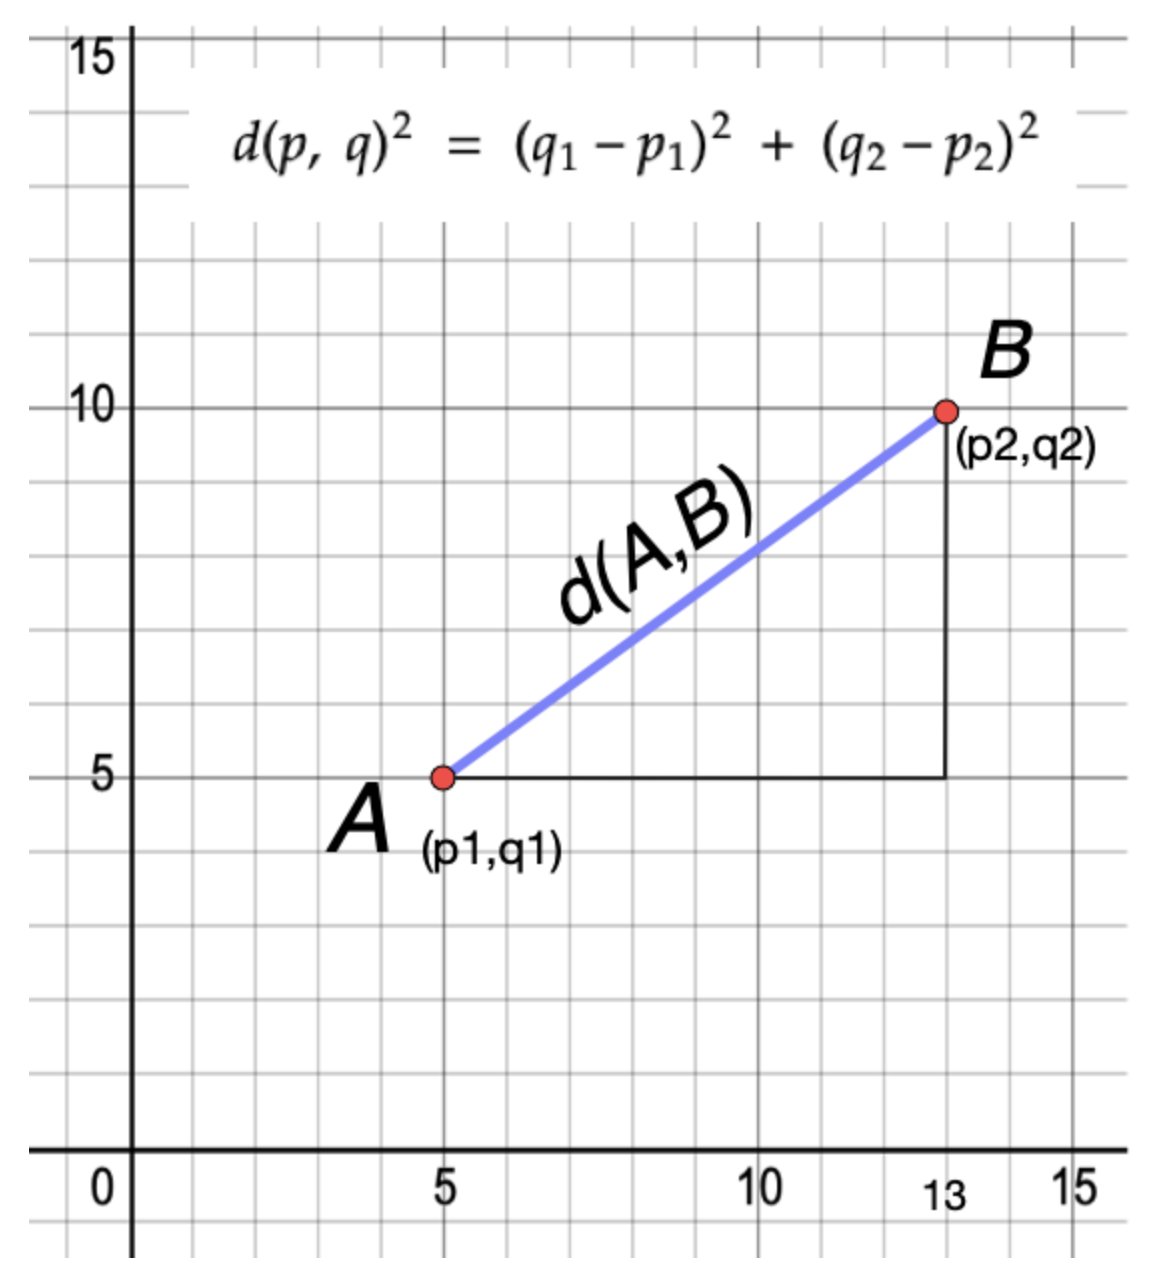 15
d(p, q)² = (q₁ − p₁)² + (q₂ − p₂)²
B
10
(p2,q2)
d(A,B)
5
A
(p1,q1)
0 5 10 13 15